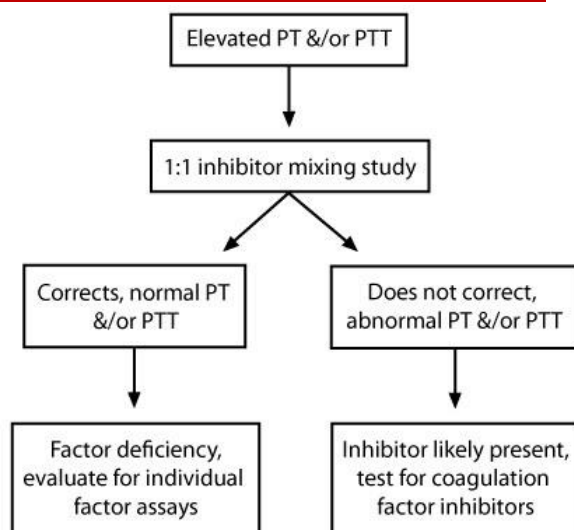 Elevated PT &/or PTT
1:1 inhibitor mixing study
Corrects, normal PT
&/or PTT
Does not correct,
abnormal PT &/or PTT
Factor deficiency,
evaluate for individual
factor assays
Inhibitor likely present,
test for coagulation
factor inhibitors